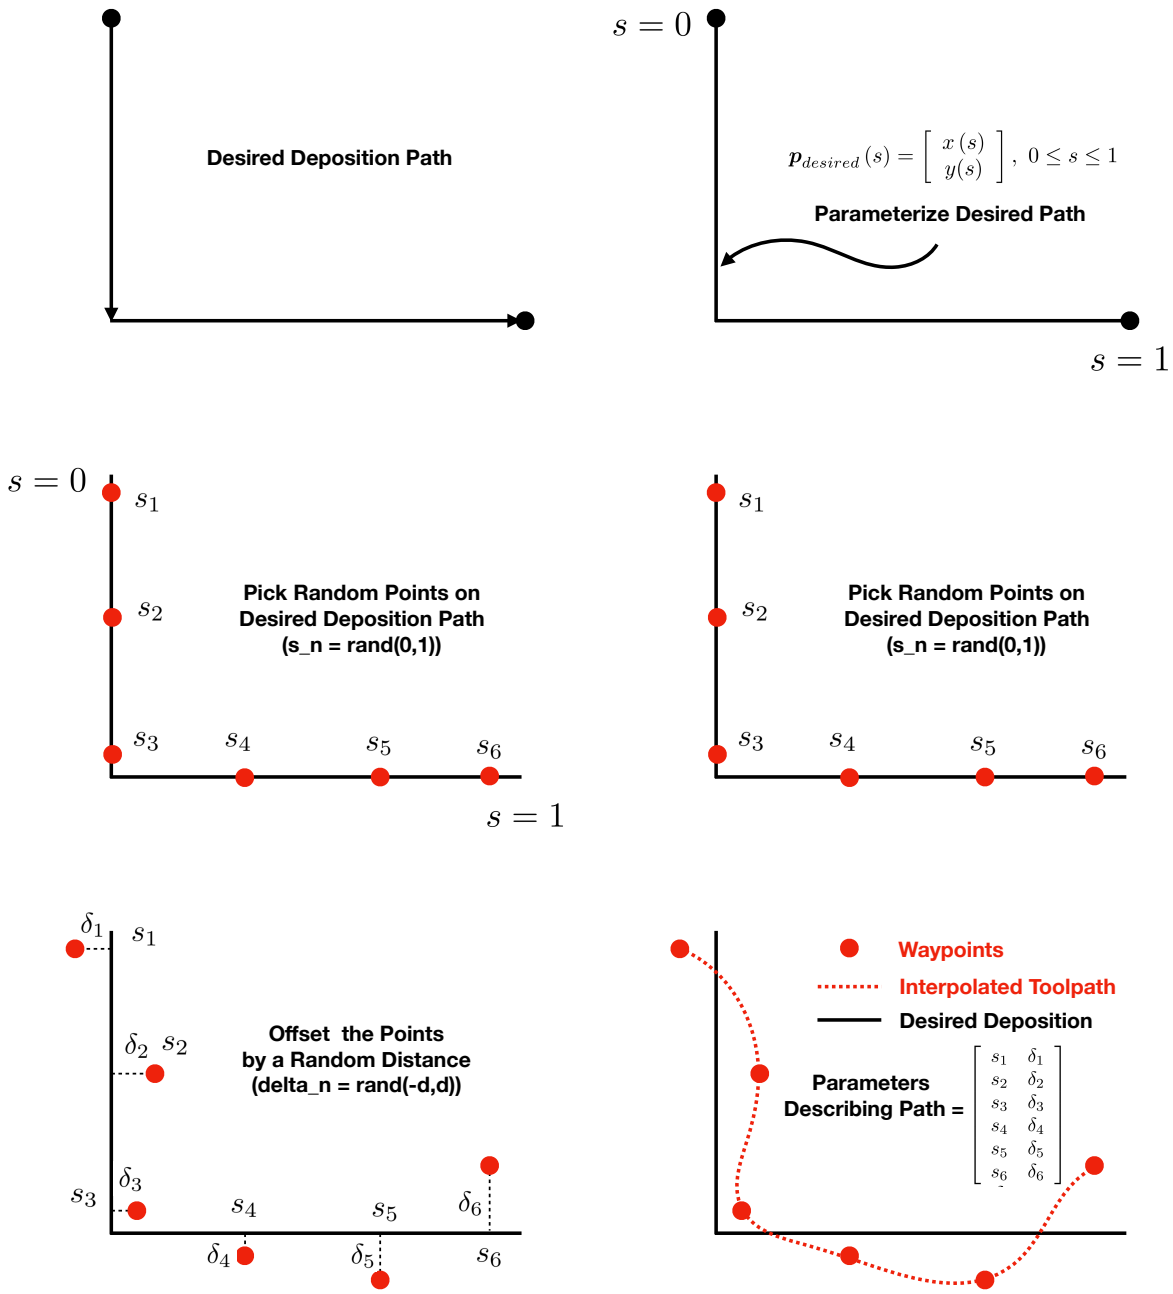 Desired Deposition Path
s = 0
p_desired (s) = [ x (s) y(s) ] , 0 ≤ s ≤ 1
Parameterize Desired Path
s = 1
s = 0
s₁
s₂
Pick Random Points on
Desired Deposition Path
(s_n = rand(0,1))
s₃
s₄
s₅
s₆
s = 1
s₁
s₂
Pick Random Points on
Desired Deposition Path
(s_n = rand(0,1))
s₃
s₄
s₅
s₆
δ₁
s₁
δ₂
s₂
Offset the Points
by a Random Distance
(delta_n = rand(-d,d))
δ₃
s₃
s₄
s₅
δ₆
δ₄
δ₅
s₆
Waypoints
Interpolated Toolpath
Desired Deposition
Parameters
Describing Path =
s₁ δ₁
s₂ δ₂
s₃ δ₃
s₄ δ₄
s₅ δ₅
s₆ δ₆